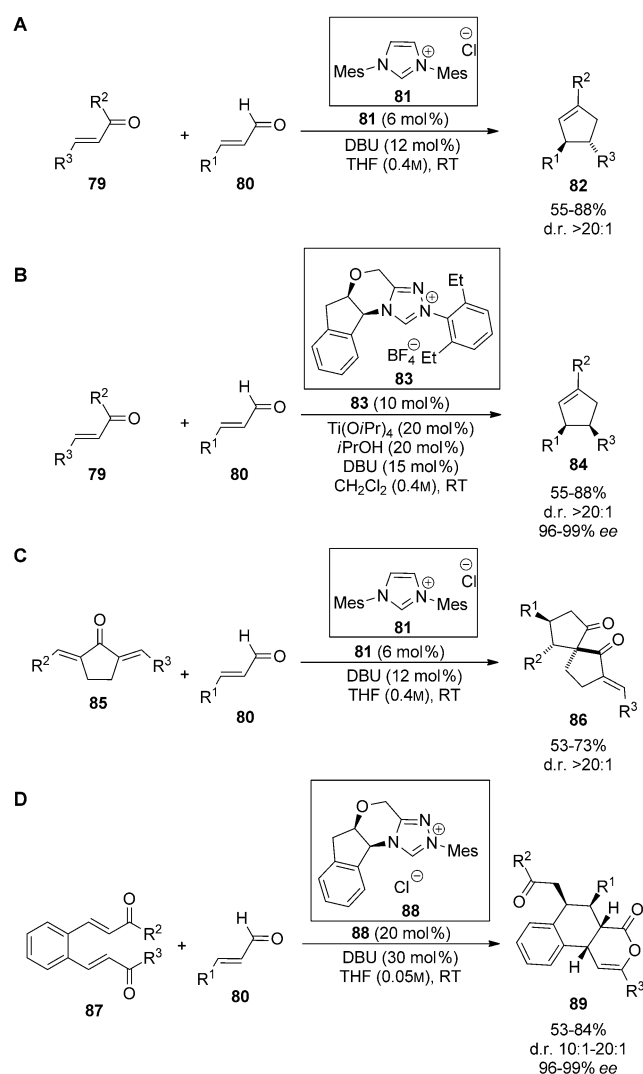 A
Cl
⊖
Mes N N Mes
⊕
81
R2
O
R3
79
+
H
O
R1
80
81 (6 mol%)
DBU (12 mol%)
THF (0.4M), RT
R2
R1 R3
82
55-88%
d.r. >20:1
B
O
N
N
N
⊕
Et
Et
BF4
⊖
83
R2
O
R3
79
+
H
O
R1
80
83 (10 mol%)
Ti(OiPr)4 (20 mol%)
iPrOH (20 mol%)
DBU (15 mol%)
CH2Cl2 (0.4M), RT
R2
R1 R3
84
55-88%
d.r. >20:1
96-99% ee
C
Cl
⊖
Mes N N Mes
⊕
81
O
R2 R3
85
+
H
O
R1
80
81 (6 mol%)
DBU (12 mol%)
THF (0.4M), RT
R1
O
R2 O
R3
86
53-73%
d.r. >20:1
D
O
N
N
N Mes
⊕
Cl⊖
88
O
R2
R3
O
87
+
H
O
R1
80
88 (20 mol%)
DBU (30 mol%)
THF (0.05M), RT
R2
O
R1
H
O
O
H
R3
89
53-84%
d.r. 10:1-20:1
96-99% ee